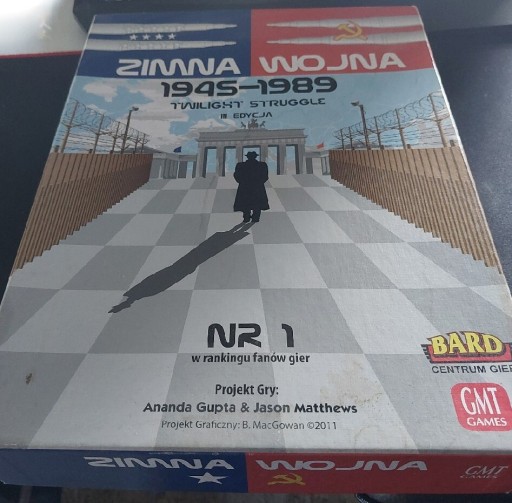 ZIMNA WOJNA
1945-1989
TWILIGHT STRUGGLE
III EDYCJA
NR 1
w rankingu fanów gier
Projekt Gry:
Ananda Gupta & Jason Matthews
Projekt Graficzny: B. MacGowan ©2011
BARD
CENTRUM GIER
GMT
GAMES
ZIMNA WOJNA
GMT
GAMES